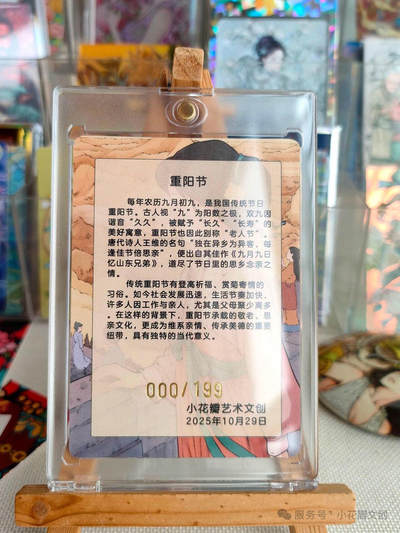 重阳节
每年农历九月初九，是我国传统节日
重阳节。古人视“九”为阳数之极，双九因
谐音“久久”，被赋予“长久”“长寿”的
美好寓意，重阳节也因此别称“老人节”。
唐代诗人王维的名句“独在异乡为异客，每
逢佳节倍思亲”，便出自其佳作《九月九日
忆山东兄弟》，道尽了节日里的思乡念亲之
情。
传统重阳节有登高祈福、赏菊寄情的
习俗。如今社会发展迅速，生活节奏加快，
许多人因工作与亲人，尤其是父母聚少离多
。在这样的背景下，重阳节承载的敬老、思
亲文化，更成为维系亲情、传承美德的重要
纽带，具有独特的当代意义。
000/199
小花瓣艺术文创
2025年10月29日
服务号·小花瓣文创